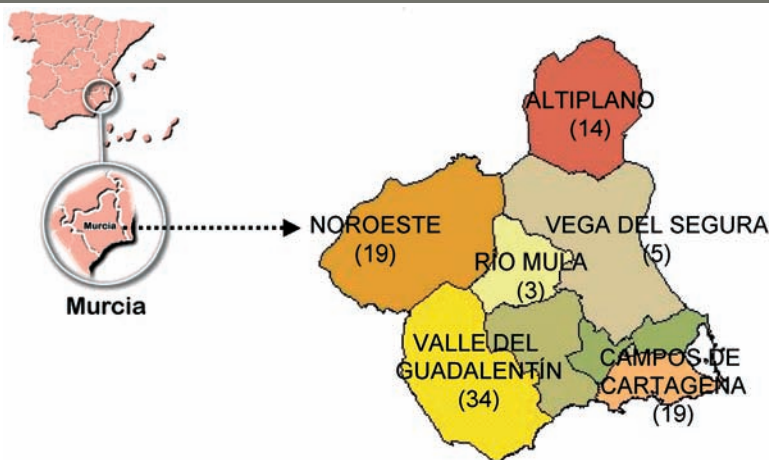 Murcia
Murcia
ALTIPLANO
(14)
NOROESTE
(19)
VEGA DEL SEGURA
(5)
RÍO MULA
(3)
VALLE DEL
GUADALENTÍN
(34)
CAMPOS DE
CARTAGENA
(19)